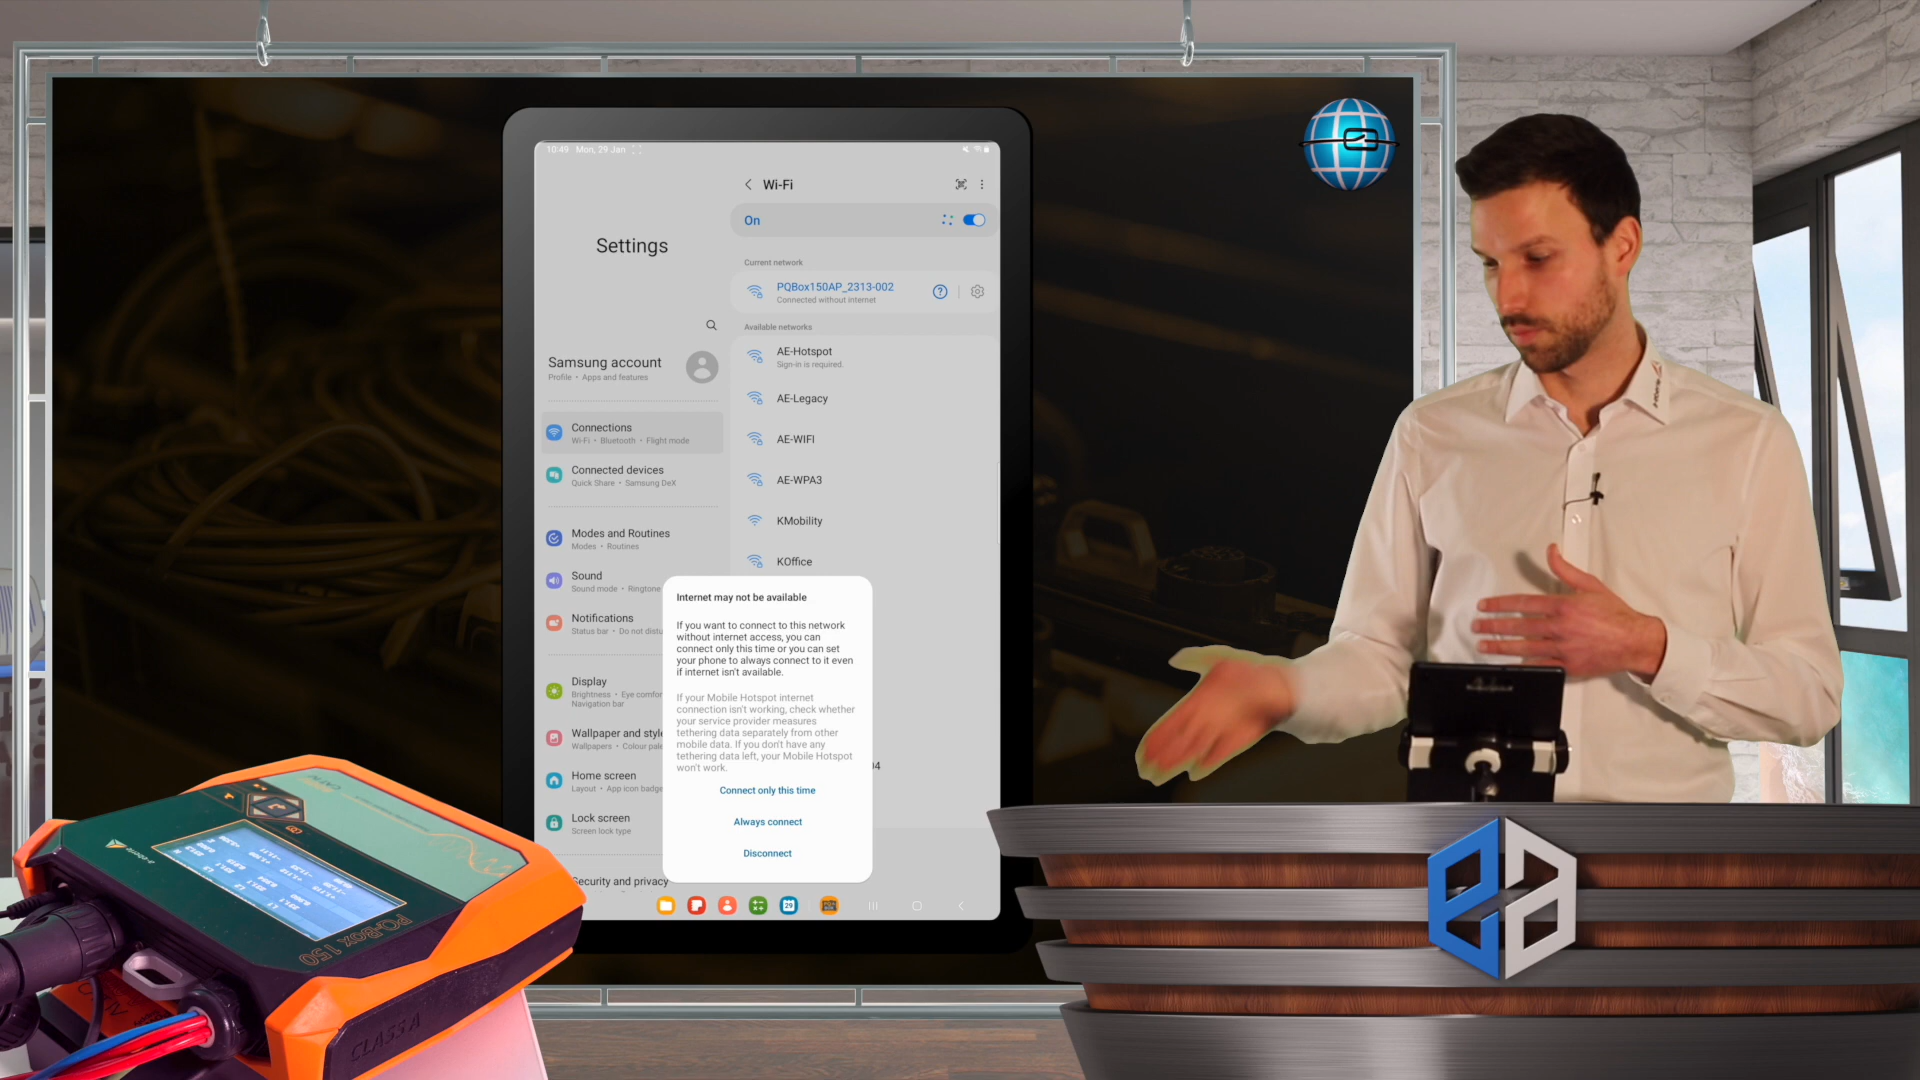 10:49 Mon, 29 Jan
Settings
Samsung account
Profile • Apps and features
Connections
Wi-Fi • Bluetooth • Flight mode
Connected devices
Quick Share • Samsung DeX
Modes and Routines
Modes • Routines
Sound
Sound mode • Ringtone
Notifications
Status bar • Do not distu
Display
Brightness • Eye comfor
Navigation bar
Wallpaper and style
Wallpapers • Colour pale
Home screen
Layout • App icon badge
Lock screen
Screen lock type
Security and privacy
Wi-Fi
On
Current network
PQBox150AP_2313-002
Connected without internet
Available networks
AE-Hotspot
Sign-in is required.
AE-Legacy
AE-WIFI
AE-WPA3
KMobility
KOffice
Internet may not be available
If you want to connect to this network
without internet access, you can
connect only this time or you can set
your phone to always connect to it even
if internet isn't available.
If your Mobile Hotspot internet
connection isn't working, check whether
your service provider measures
tethering data separately from other
mobile data. If you don't have any
tethering data left, your Mobile Hotspot
won't work.
Connect only this time
Always connect
Disconnect
29
PQ-Box 150
CLASS A